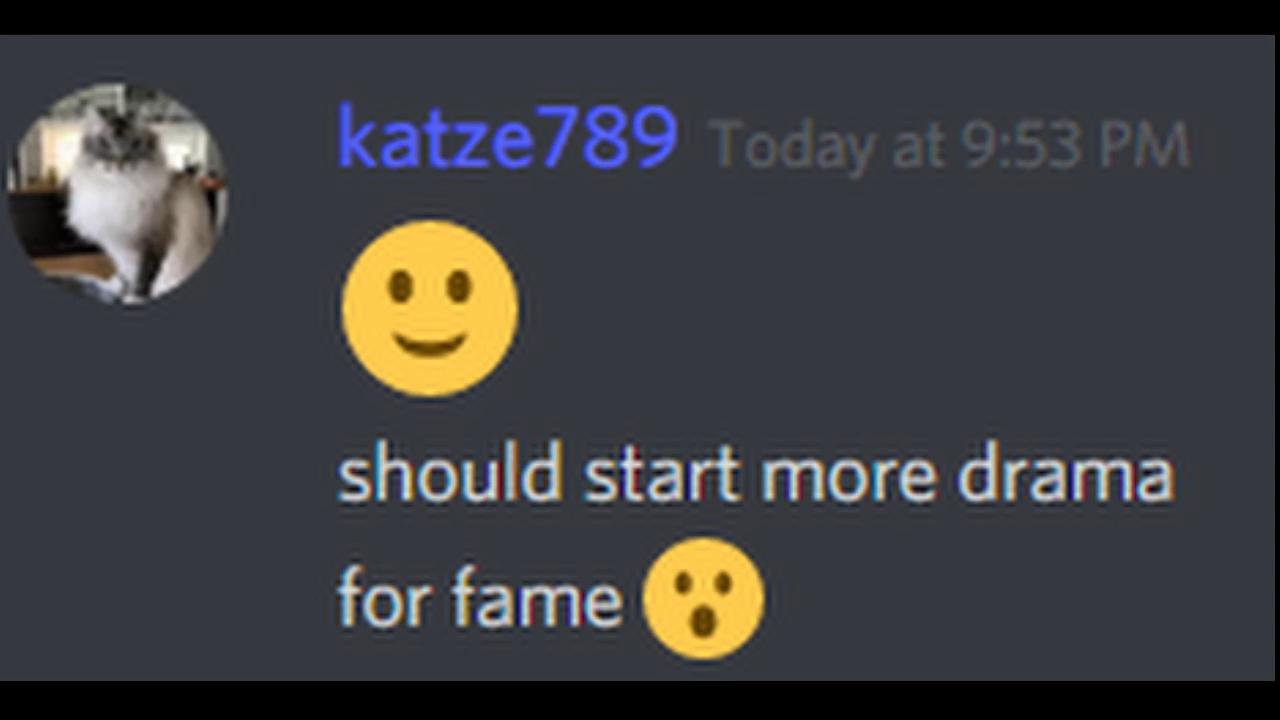 katze789 Today at 9:53 PM
🙂
should start more drama
for fame 😮